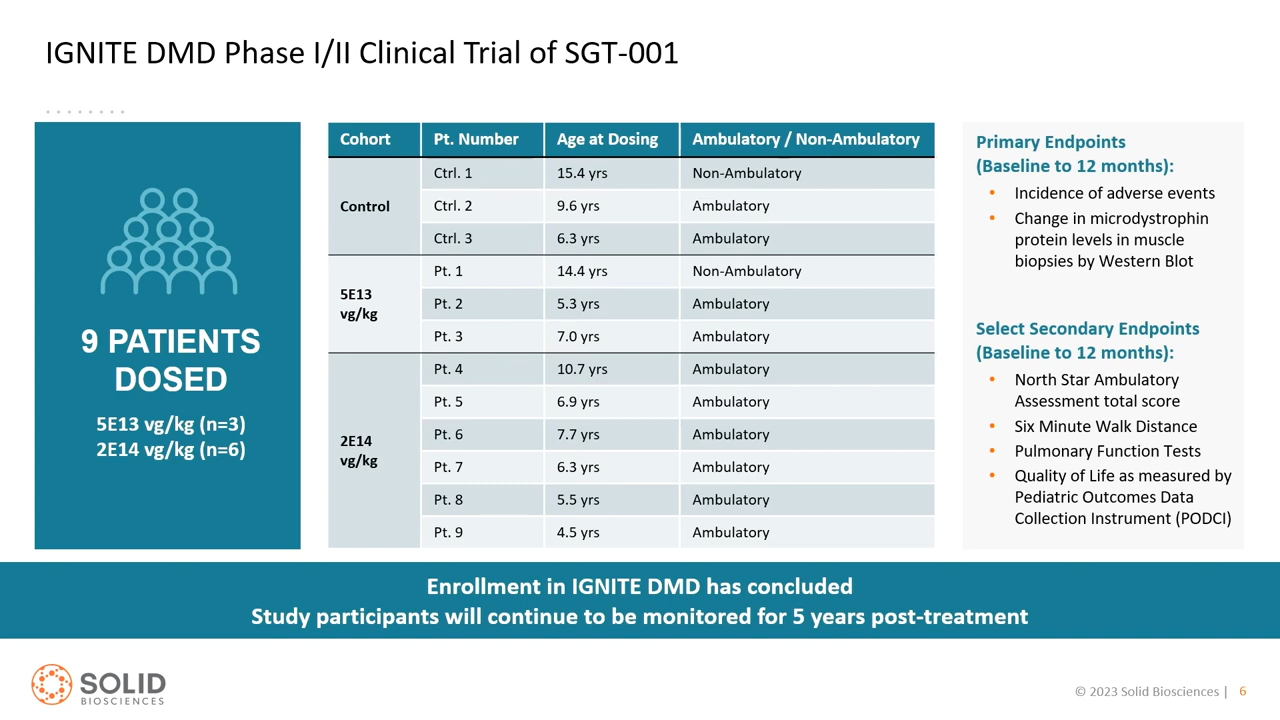 IGNITE DMD Phase I/II Clinical Trial of SGT-001
9 PATIENTS
DOSED
5E13 vg/kg (n=3)
2E14 vg/kg (n=6)
Cohort Pt. Number Age at Dosing Ambulatory / Non-Ambulatory
Control
Ctrl. 1 15.4 yrs Non-Ambulatory
Ctrl. 2 9.6 yrs Ambulatory
Ctrl. 3 6.3 yrs Ambulatory
5E13
vg/kg
Pt. 1 14.4 yrs Non-Ambulatory
Pt. 2 5.3 yrs Ambulatory
Pt. 3 7.0 yrs Ambulatory
2E14
vg/kg
Pt. 4 10.7 yrs Ambulatory
Pt. 5 6.9 yrs Ambulatory
Pt. 6 7.7 yrs Ambulatory
Pt. 7 6.3 yrs Ambulatory
Pt. 8 5.5 yrs Ambulatory
Pt. 9 4.5 yrs Ambulatory
Primary Endpoints
(Baseline to 12 months):
• Incidence of adverse events
• Change in microdystrophin
protein levels in muscle
biopsies by Western Blot
Select Secondary Endpoints
(Baseline to 12 months):
• North Star Ambulatory
Assessment total score
• Six Minute Walk Distance
• Pulmonary Function Tests
• Quality of Life as measured by
Pediatric Outcomes Data
Collection Instrument (PODCI)
Enrollment in IGNITE DMD has concluded
Study participants will continue to be monitored for 5 years post-treatment
SOLID
BIOSCIENCES
© 2023 Solid Biosciences | 6